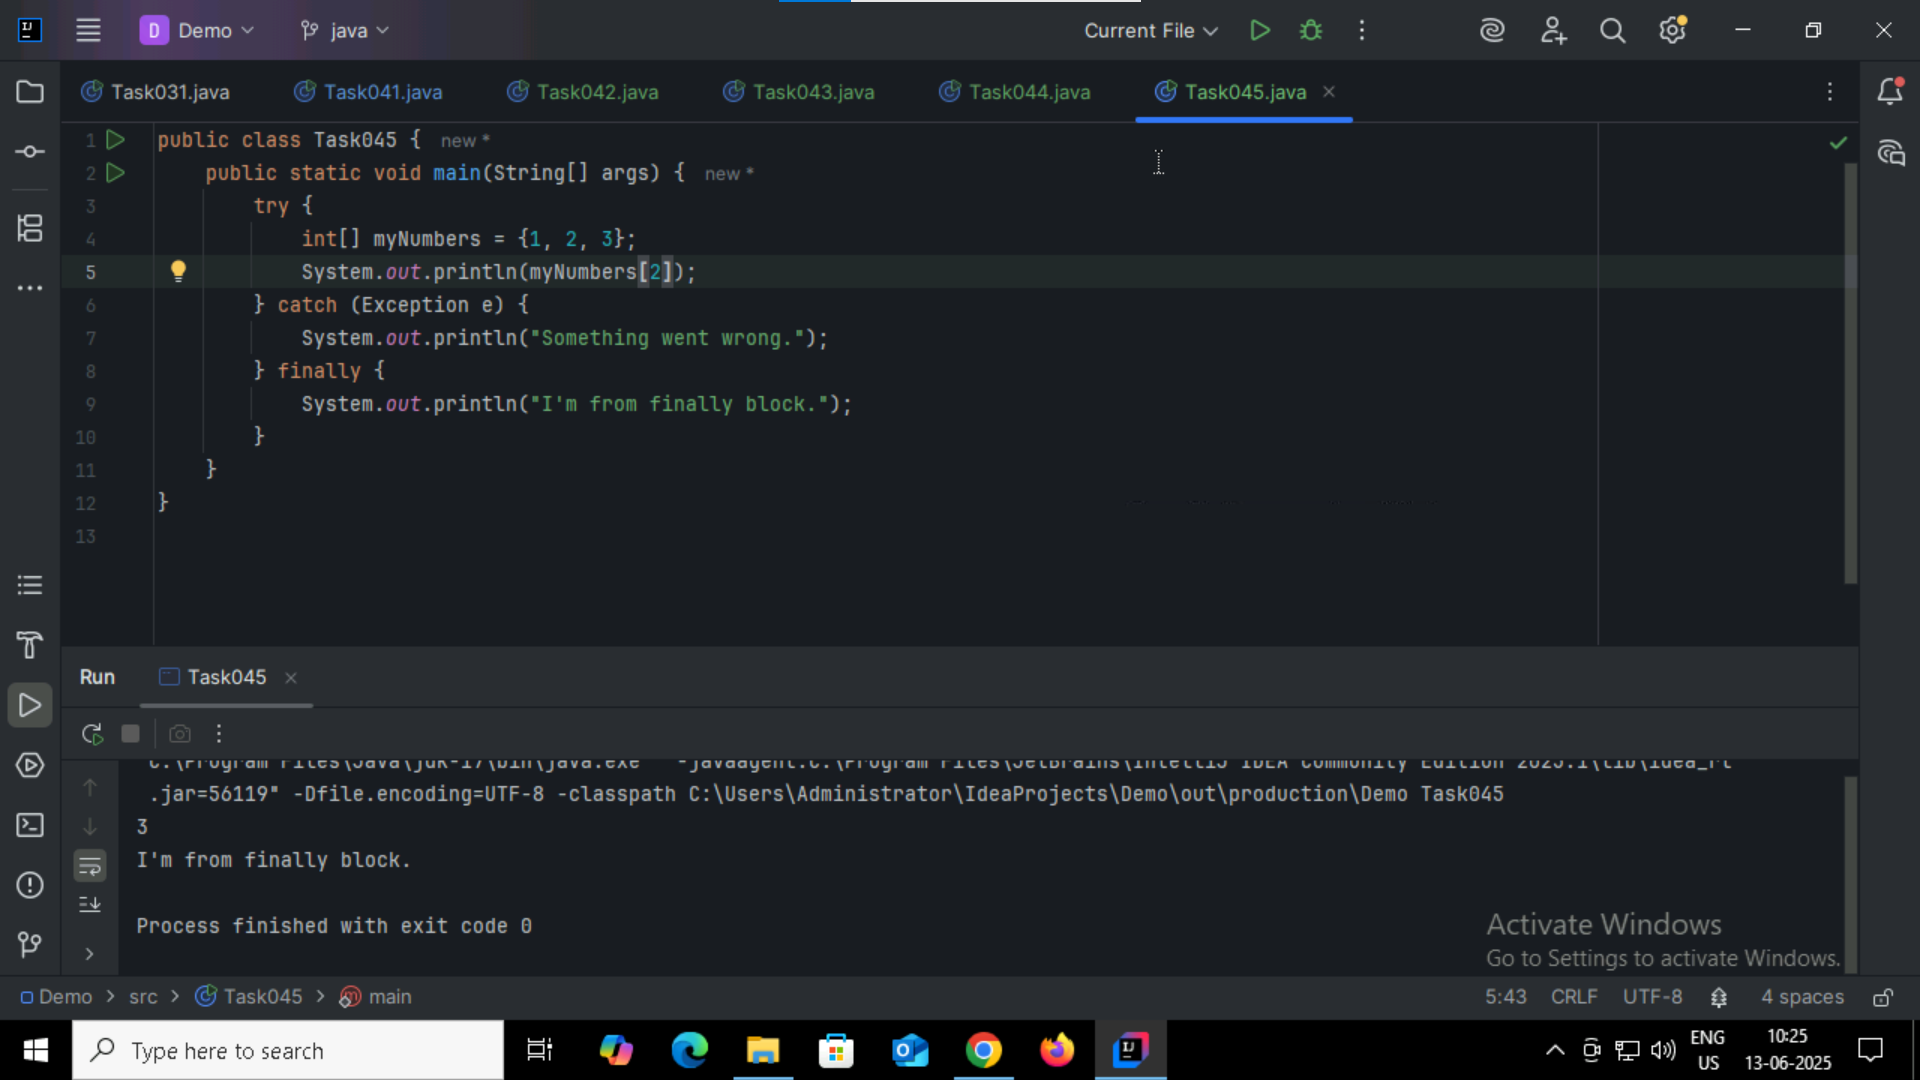 D Demo java Current File
Task031.java Task041.java Task042.java Task043.java Task044.java Task045.java
1 public class Task045 { new *
2 public static void main(String[] args) { new *
3 try {
4 int[] myNumbers = {1, 2, 3};
5 System.out.println(myNumbers[2]);
6 } catch (Exception e) {
7 System.out.println("Something went wrong.");
8 } finally {
9 System.out.println("I'm from finally block.");
10 }
11 }
12 }
13
Run Task045
.jar=56119" -Dfile.encoding=UTF-8 -classpath C:\Users\Administrator\IdeaProjects\Demo\out\production\Demo Task045
3
I'm from finally block.
Process finished with exit code 0
Activate Windows
Go to Settings to activate Windows.
Demo > src > Task045 > main 5:43 CRLF UTF-8 4 spaces
Type here to search
ENG
US
10:25
13-06-2025